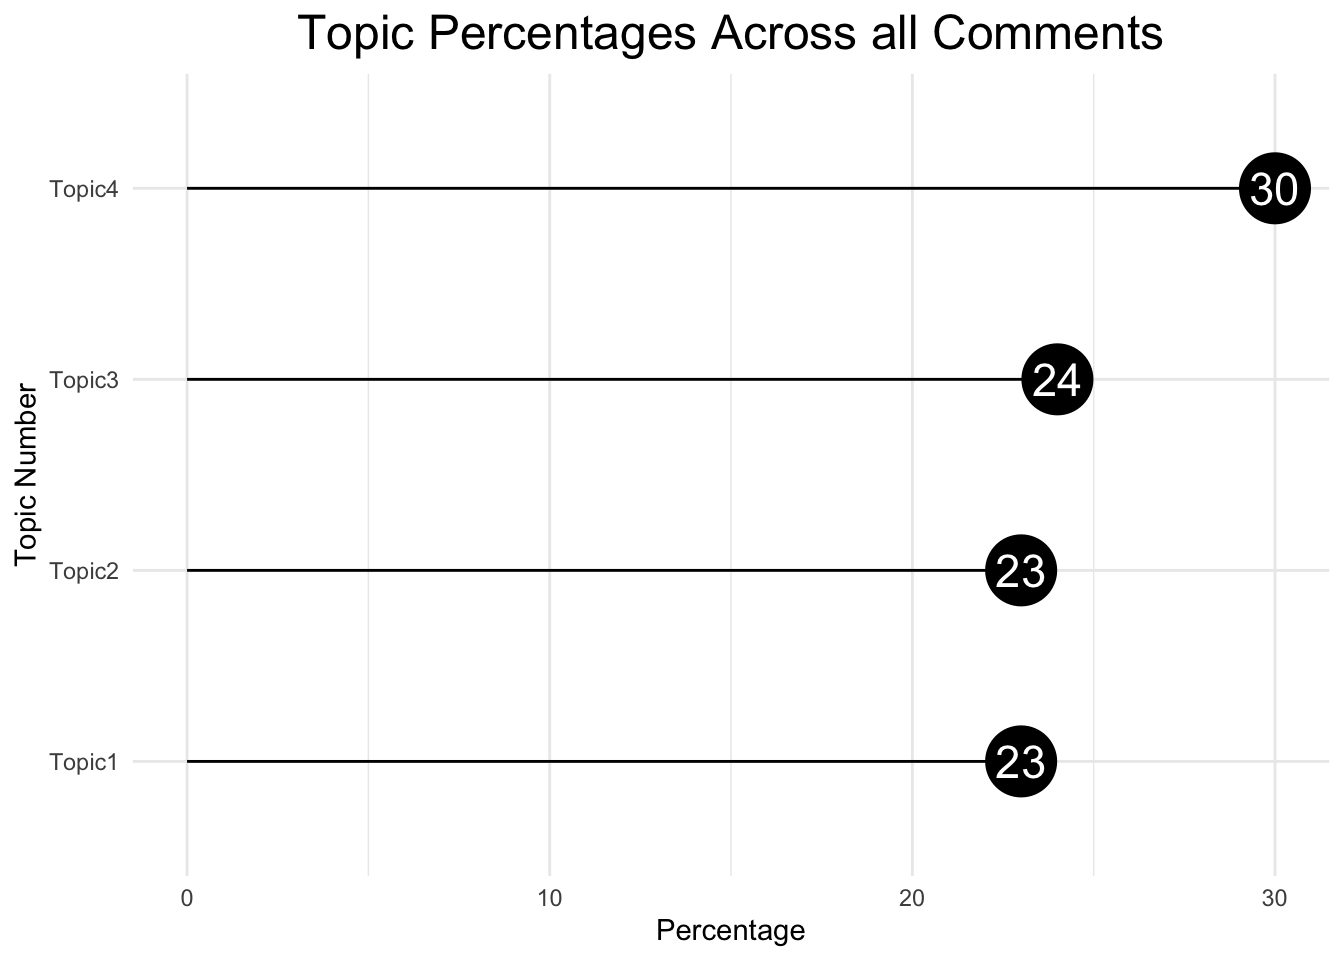 Topic Percentages Across all Comments
Topic Number
Topic4
30
Topic3
24
Topic2
23
Topic1
23
0 10 20 30
Percentage